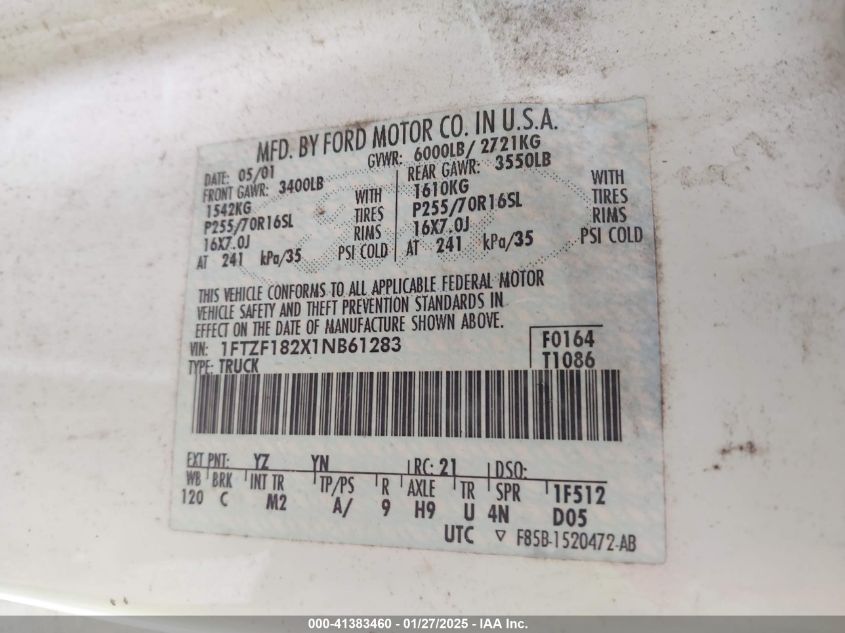 MFD. BY FORD MOTOR CO. IN U.S.A.
DATE: 05/01 GVWR: 6000LB/ 2721KG
FRONT GAWR: 3400LB REAR GAWR: 3550LB
1542KG WITH 1610KG WITH
P255/70R16SL TIRES P255/70R16SL TIRES
16X7.0J RIMS 16X7.0J RIMS
AT 241 kPa/35 PSI COLD AT 241 kPa/35 PSI COLD
THIS VEHICLE CONFORMS TO ALL APPLICABLE FEDERAL MOTOR
VEHICLE SAFETY AND THEFT PREVENTION STANDARDS IN
EFFECT ON THE DATE OF MANUFACTURE SHOWN ABOVE.
VIN: 1FTZF182X1NB61283 F0164
TYPE: TRUCK T1086
EXT PNT: YZ YN RC: 21 DSO:
WB BRK INT TR TP/PS R AXLE TR SPR 1F512
120 C M2 A/ 9 H9 U 4N D05
UTC ▽ F85B-1520472-AB
000-41383460 - 01/27/2025 - IAA Inc.